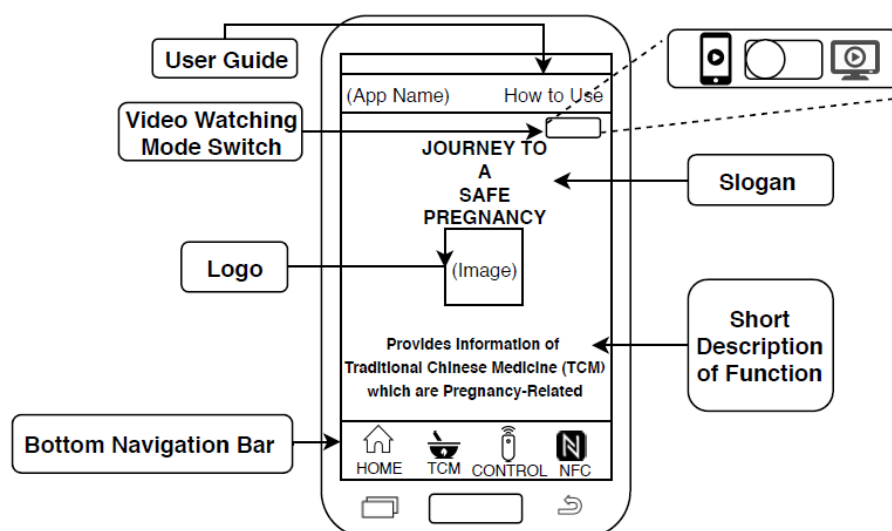 User Guide
(App Name)
How to Use
Video Watching
Mode Switch
JOURNEY TO
A
SAFE
PREGNANCY
Slogan
Logo
(Image)
Provides Information of
Traditional Chinese Medicine (TCM)
which are Pregnancy-Related
Short
Description
of Function
Bottom Navigation Bar
HOME
TCM
CONTROL
NFC